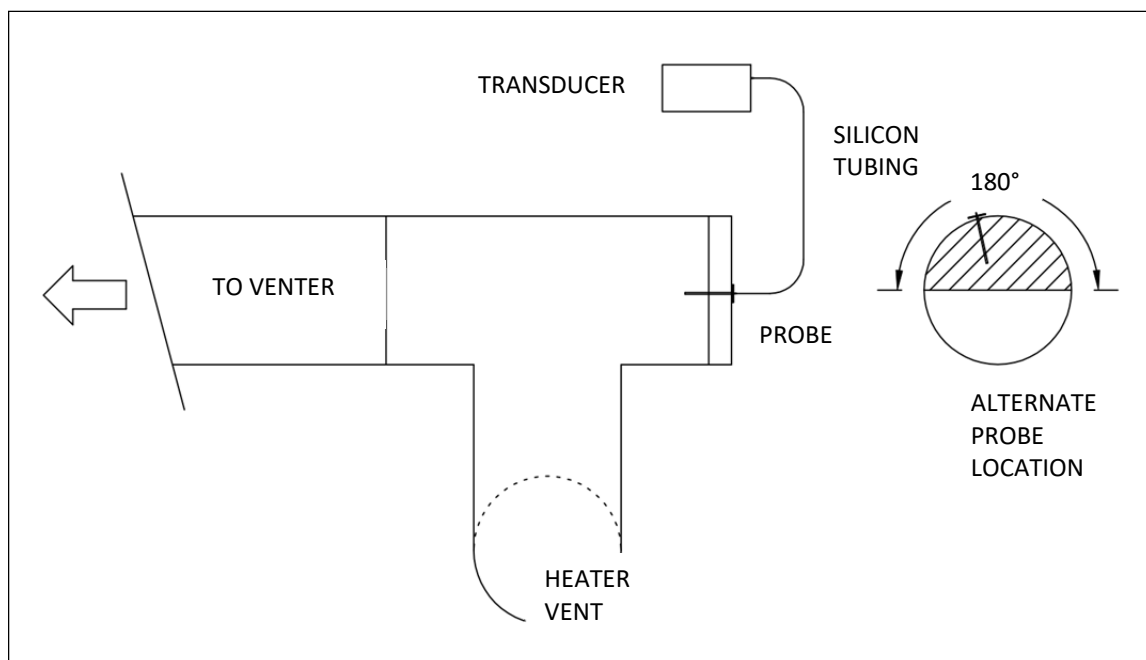 TRANSDUCER
SILICON
TUBING
180°
TO VENTER
PROBE
ALTERNATE
PROBE
LOCATION
HEATER
VENT